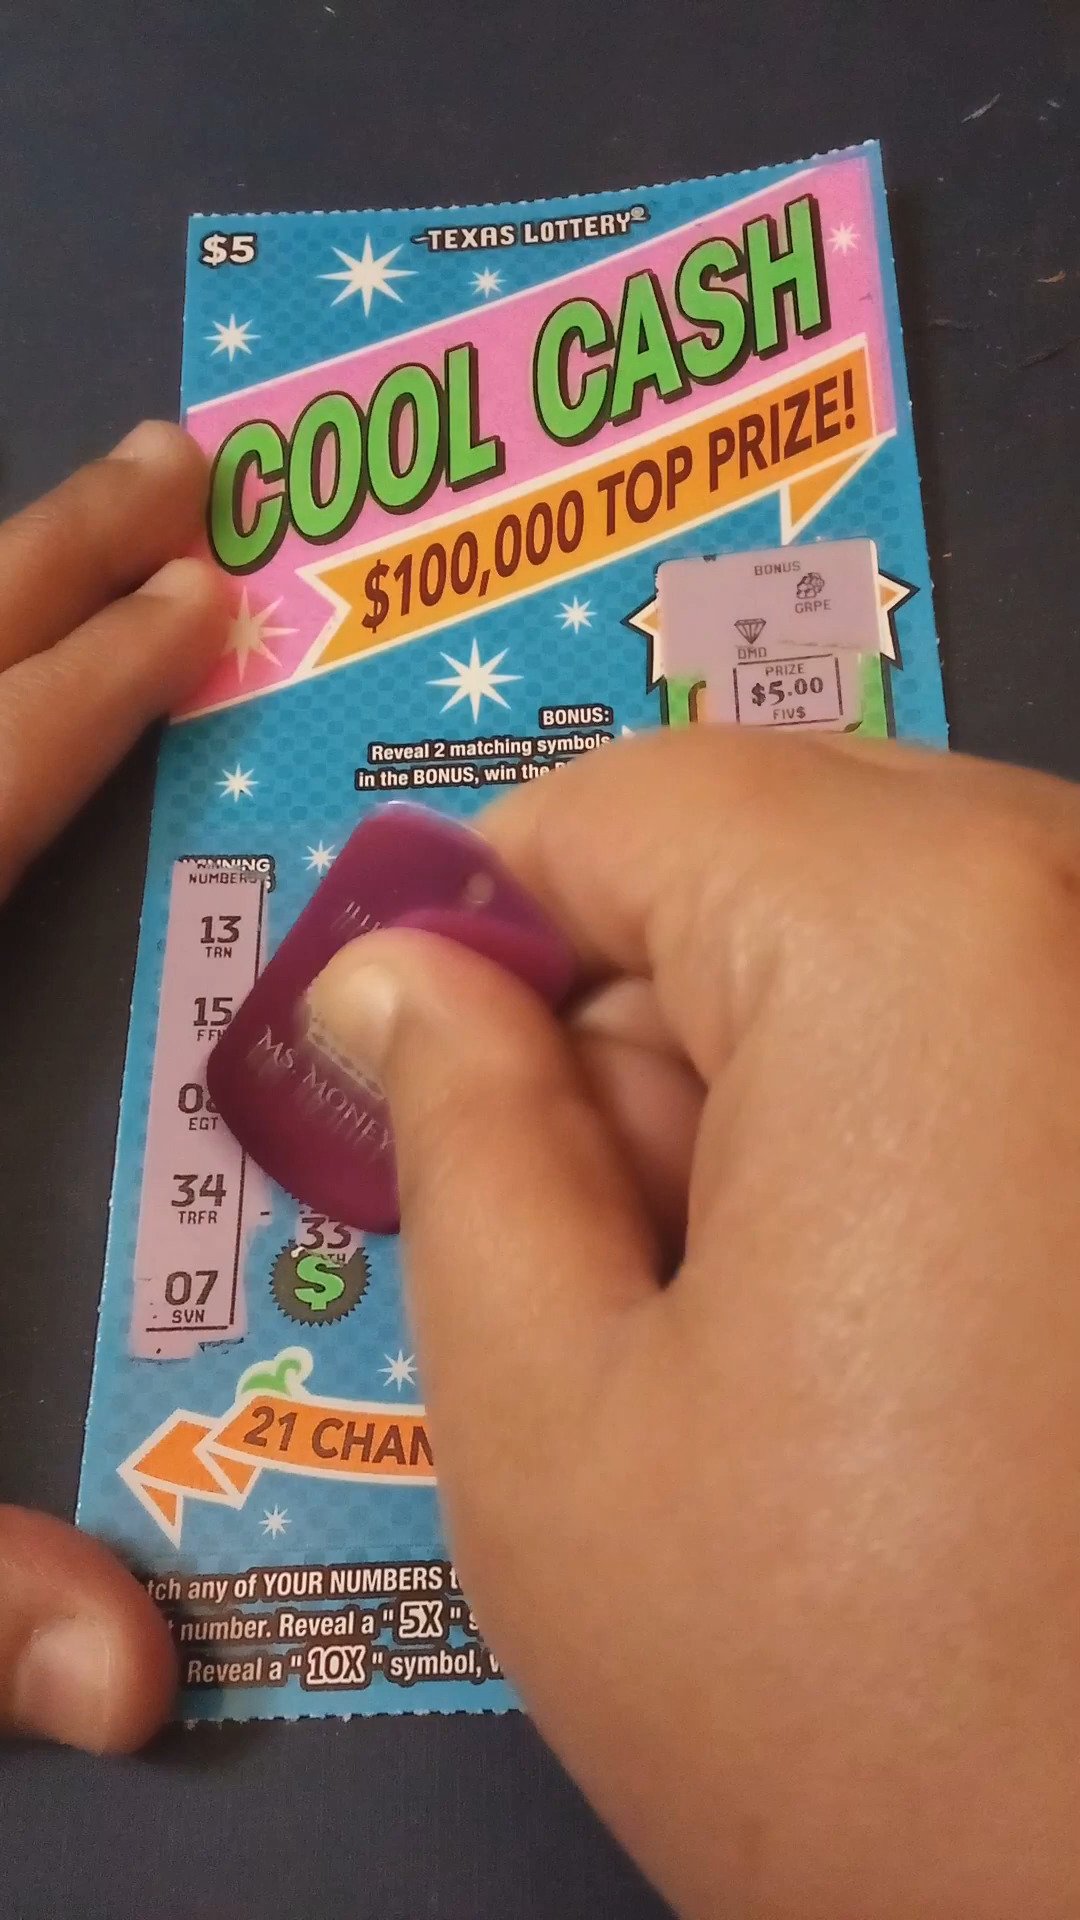 $5
TEXAS LOTTERY®
COOL CASH
$100,000 TOP PRIZE!
BONUS
GRPE
DMD
PRIZE
$5.00
FIV$
BONUS:
Reveal 2 matching symbols
in the BONUS, win the
WINNING
NUMBERS
13
TRN
15
08
EGT
34
TRFR
33
07
SVN
MS. MONEY
21 CHAN
tch any of YOUR NUMBERS t
number. Reveal a "5X" s
Reveal a "10X" symbol, w